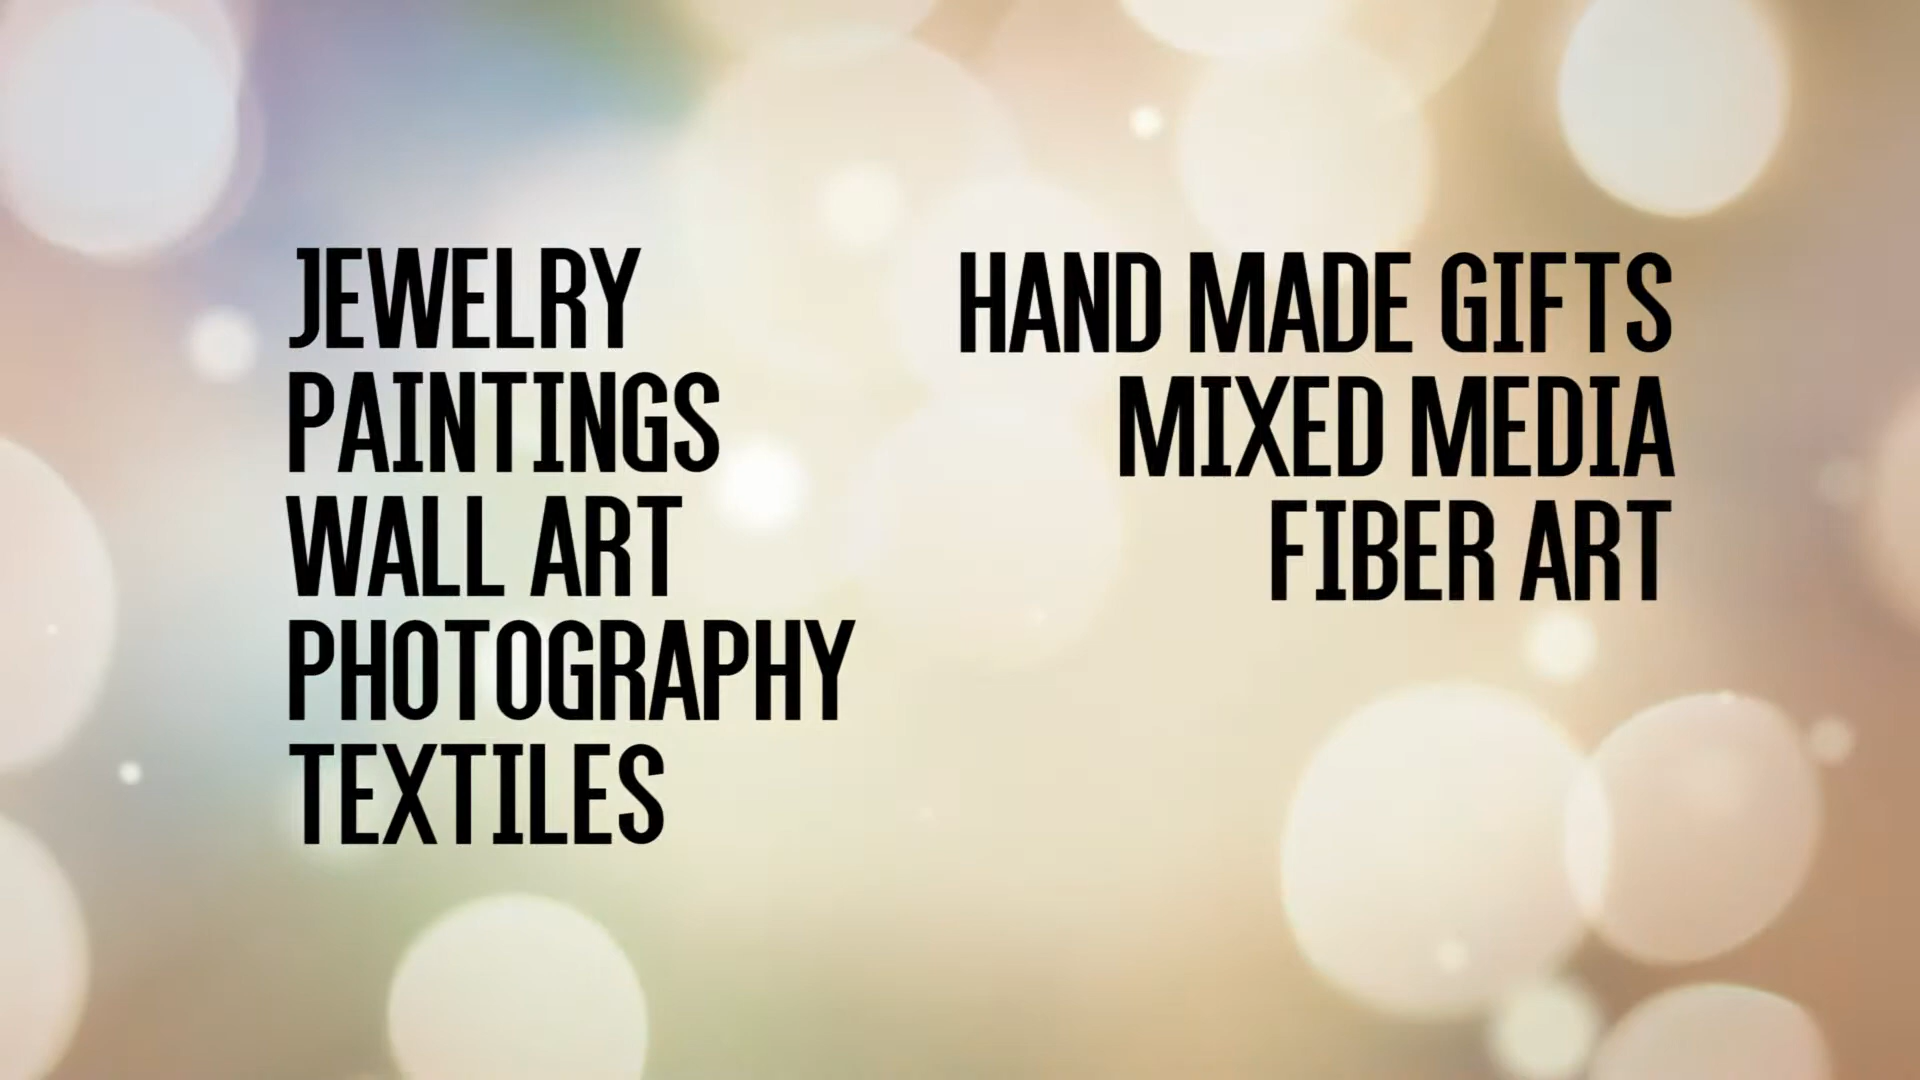 JEWELRY
PAINTINGS
WALL ART
PHOTOGRAPHY
TEXTILES
HAND MADE GIFTS
MIXED MEDIA
FIBER ART